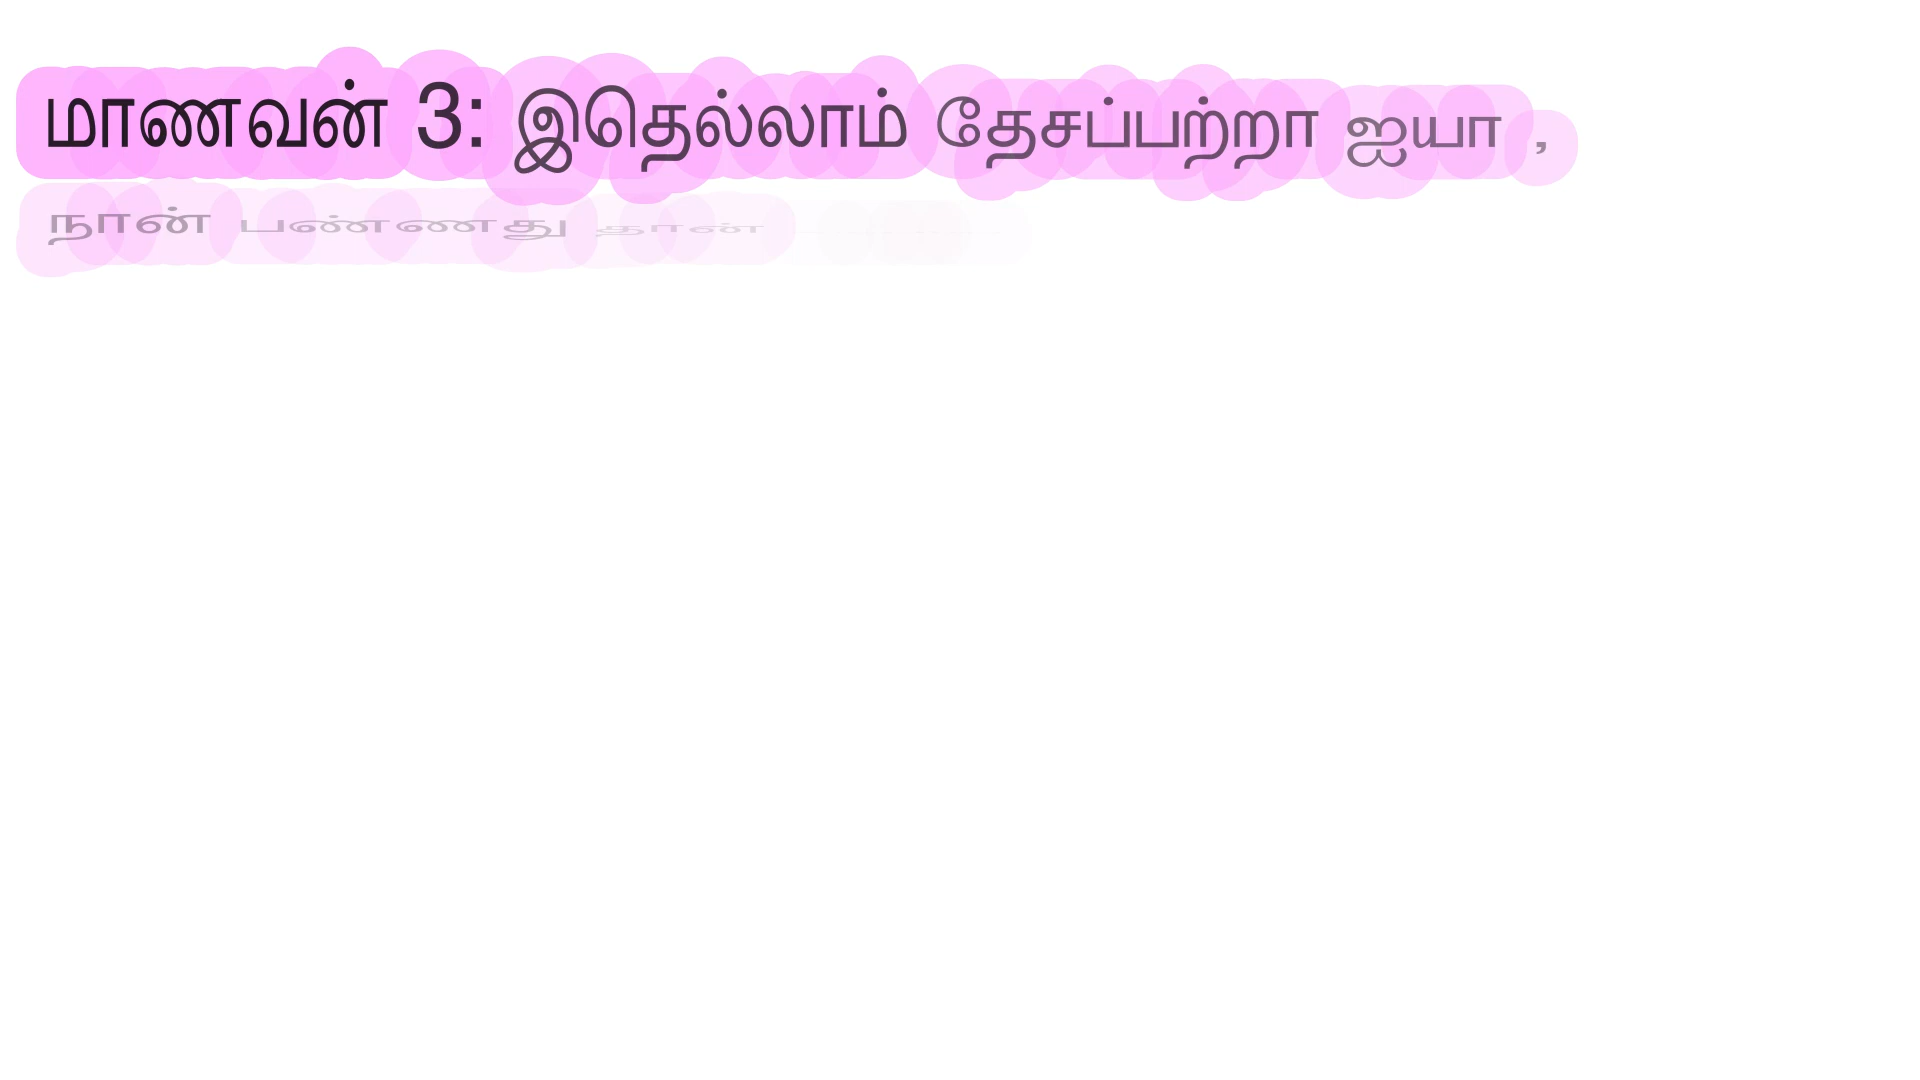 மாணவன் 3: இதெல்லாம் தேசப்பற்றா ஐயா ,
நான் பண்ணது தான்